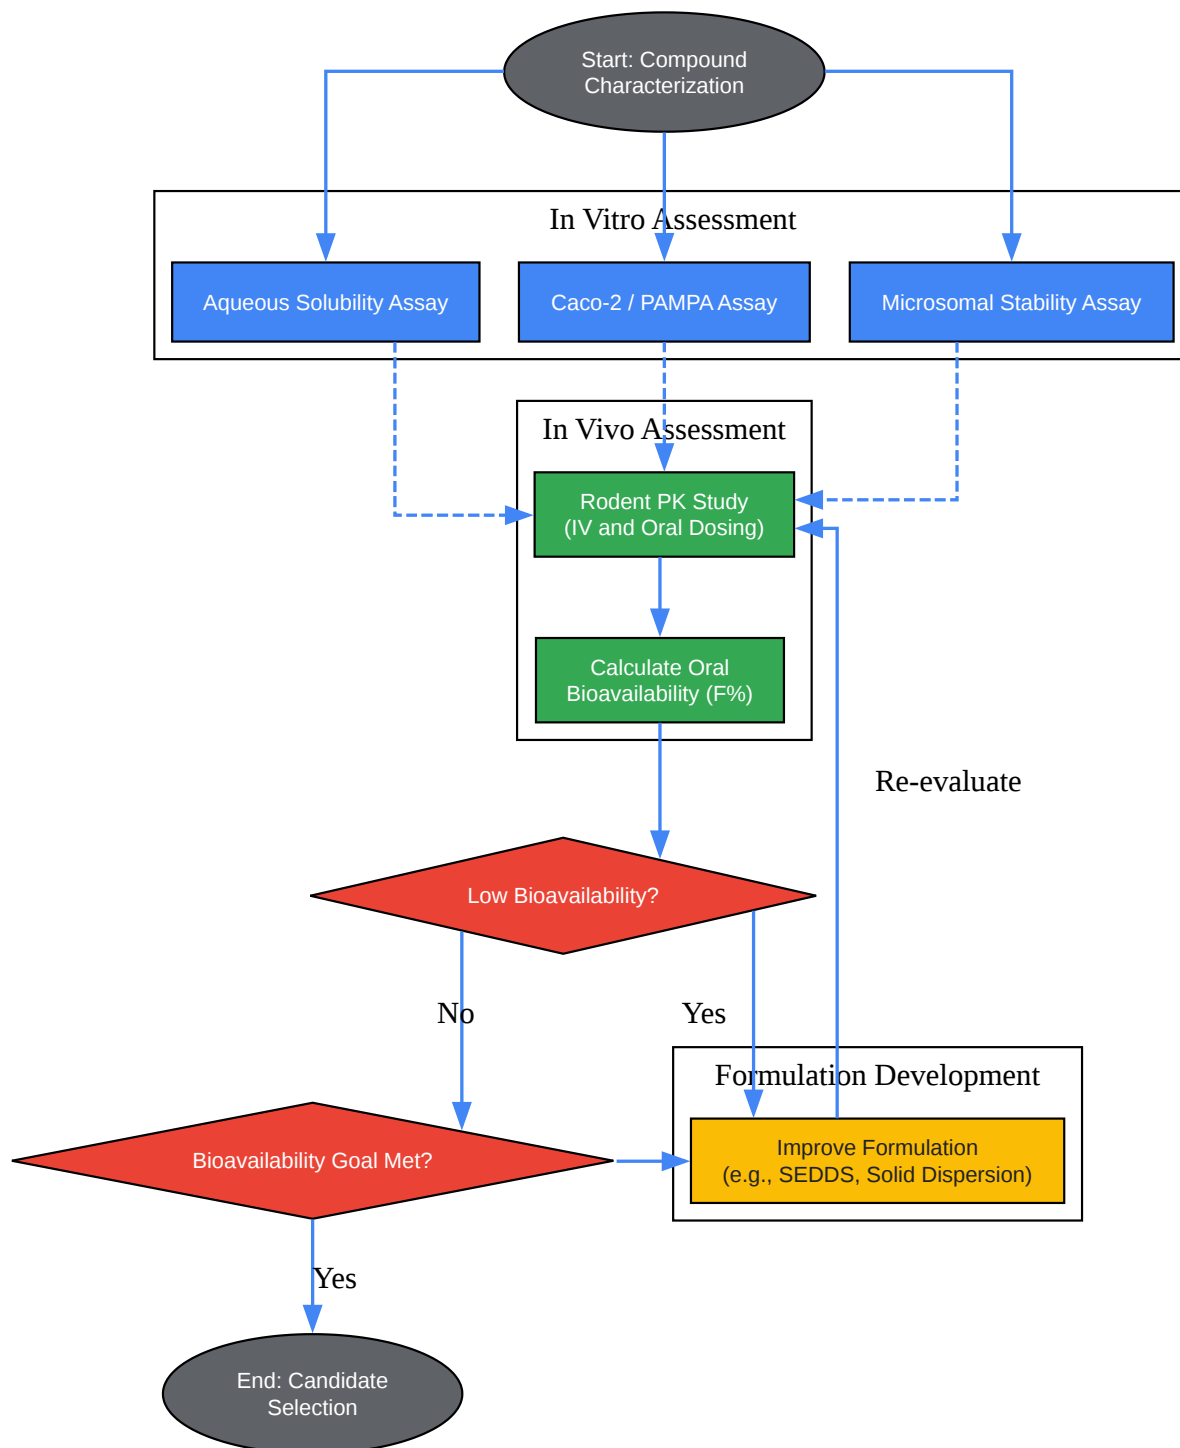 Start: Compound
Characterization
In Vitro Assessment
Aqueous Solubility Assay
Caco-2 / PAMPA Assay
Microsomal Stability Assay
In Vivo Assessment
Rodent PK Study
(IV and Oral Dosing)
Calculate Oral
Bioavailability (F%)
Re-evaluate
Low Bioavailability?
No
Yes
Formulation Development
Improve Formulation
(e.g., SEDDS, Solid Dispersion)
Bioavailability Goal Met?
Yes
End: Candidate
Selection